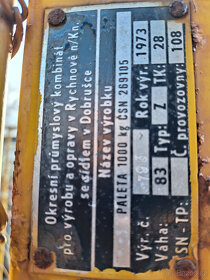 Okresní průmyslový kombinát
pro výrobu a opravy v Rychnově n/Kn.
se sídlem v Dobrušce
Název výrobku
PALETA 1000 kg ČSN 269105
Výr. č. Rok výr. 1973
Váha: 83 Typ: Z TK: 28
ČSN - TP: Č. provozovny: 108